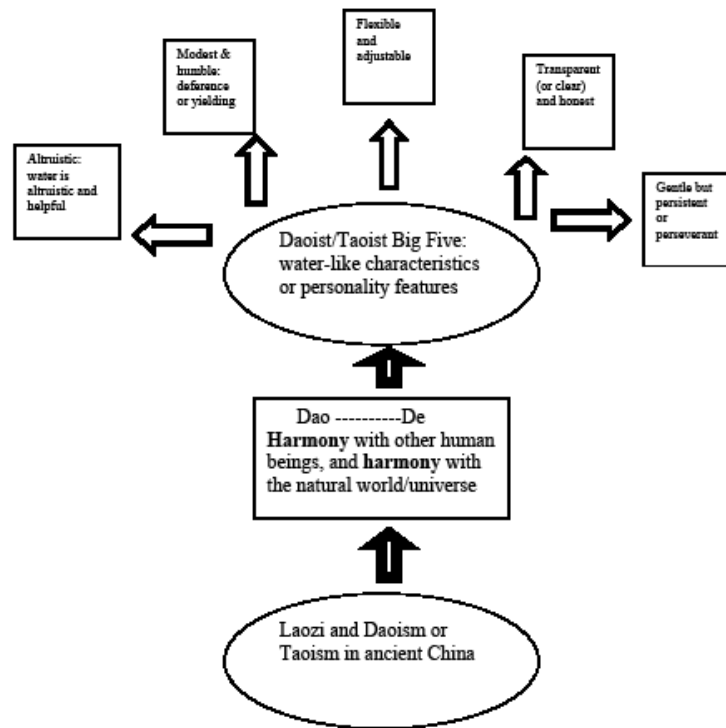 Flexible
and
adjustable
Modest &
humble:
deference
or yielding
Transparent
(or clear)
and honest
Altruistic:
water is
altruistic and
helpful
Gentle but
persistent
or
perseverant
Daoist/Taoist Big Five:
water-like characteristics
or personality features
Dao ----------De
Harmony with other human
beings, and harmony with
the natural world/universe
Laozi and Daoism or
Taoism in ancient China